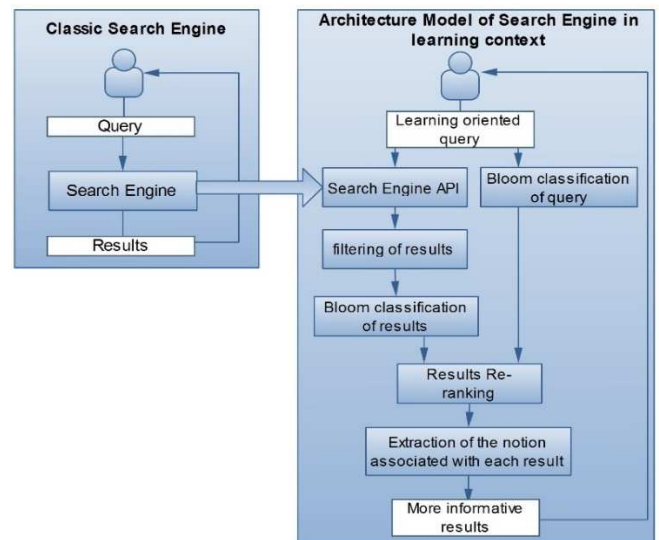 Classic Search Engine
Query
Search Engine
Results
Architecture Model of Search Engine in
learning context
Learning oriented
query
Search Engine API
Bloom classification
of query
filtering of results
Bloom classification
of results
Results Re-
ranking
Extraction of the notion
associated with each result
More informative
results